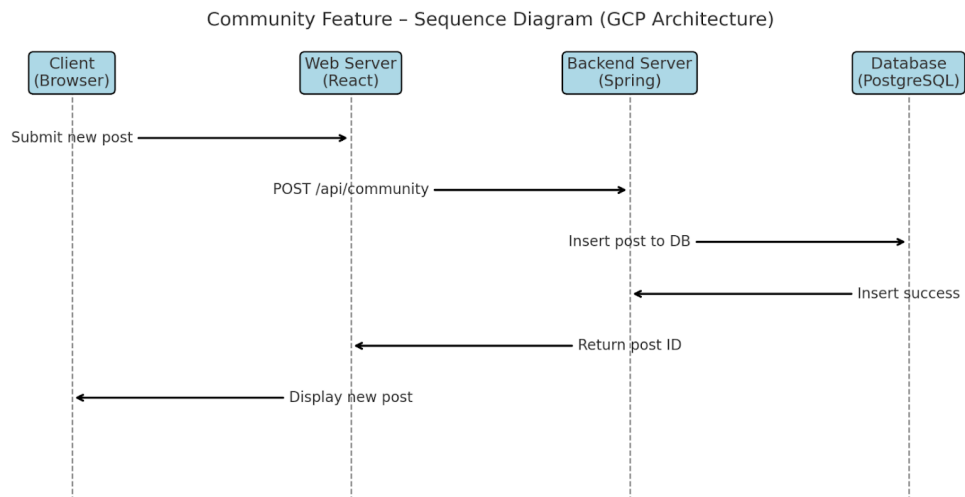 Community Feature – Sequence Diagram (GCP Architecture)
Client
(Browser)
Web Server
(React)
Backend Server
(Spring)
Database
(PostgreSQL)
Submit new post
POST /api/community
Insert post to DB
Insert success
Return post ID
Display new post